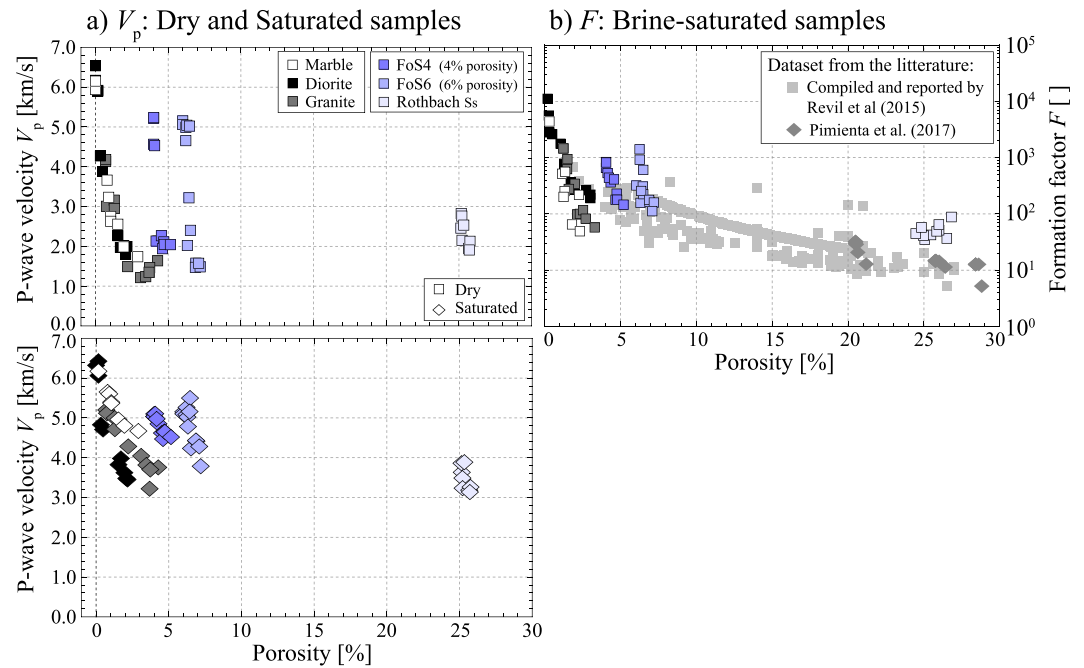 a) Vp: Dry and Saturated samples
b) F: Brine-saturated samples
7.0
6.0
5.0
4.0
3.0
2.0
1.0
0.0
P-wave velocity Vp [km/s]
Marble
Diorite
Granite
FoS4 (4% porosity)
FoS6 (6% porosity)
Rothbach Ss
Dry
Saturated
Dataset from the litterature:
Compiled and reported by
Revil et al (2015)
Pimienta et al. (2017)
10^5
10^4
10^3
10^2
10^1
10^0
Formation factor F [ ]
5
10
15
20
25
30
Porosity [%]
7.0
6.0
5.0
4.0
3.0
2.0
1.0
0.0
P-wave velocity Vp [km/s]
0
5
10
15
20
25
30
Porosity [%]